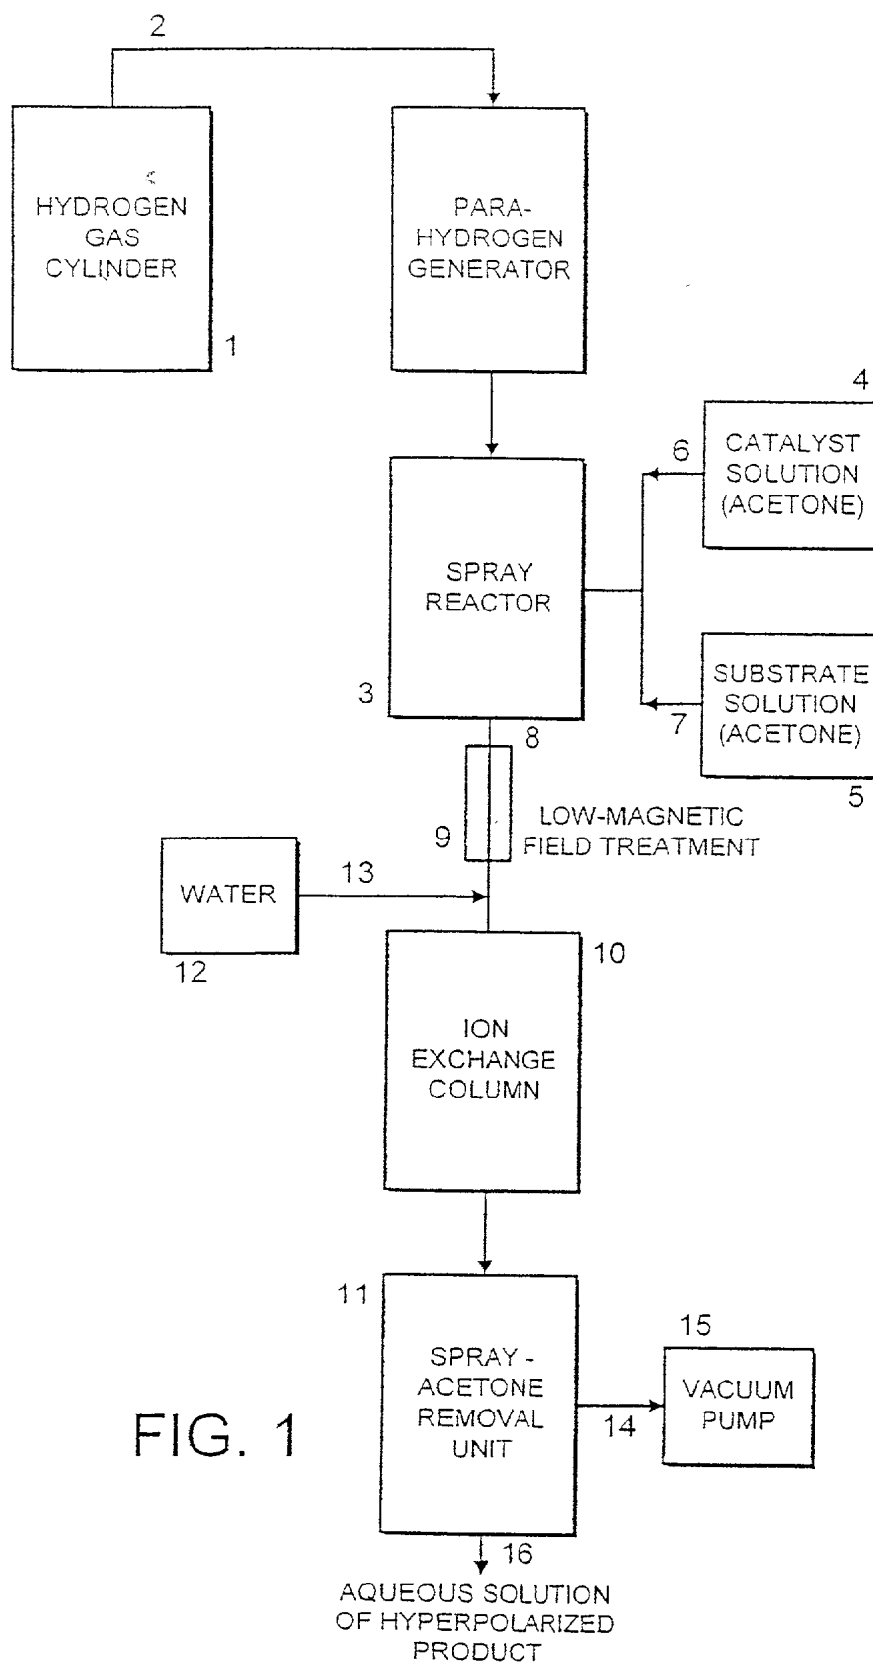 2
HYDROGEN
GAS
CYLINDER
1
PARA-
HYDROGEN
GENERATOR
4
CATALYST
SOLUTION
(ACETONE)
6
SPRAY
REACTOR
3
SUBSTRATE
SOLUTION
(ACETONE)
7
5
8
9
LOW-MAGNETIC
FIELD TREATMENT
WATER
13
12
10
ION
EXCHANGE
COLUMN
11
SPRAY -
ACETONE
REMOVAL
UNIT
14
15
VACUUM
PUMP
FIG. 1
16
AQUEOUS SOLUTION
OF HYPERPOLARIZED
PRODUCT